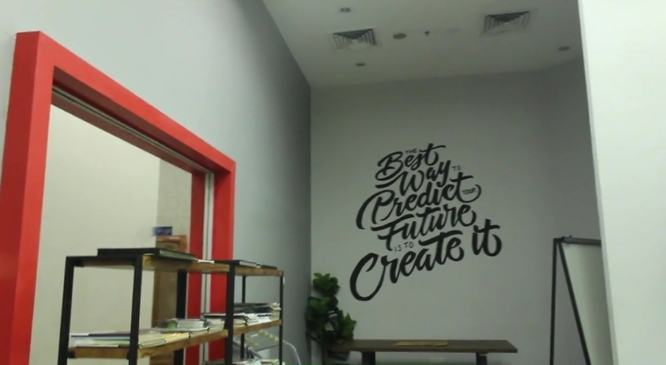 THE
Best
Way TO
Predict YOUR
Future
IS TO Create it